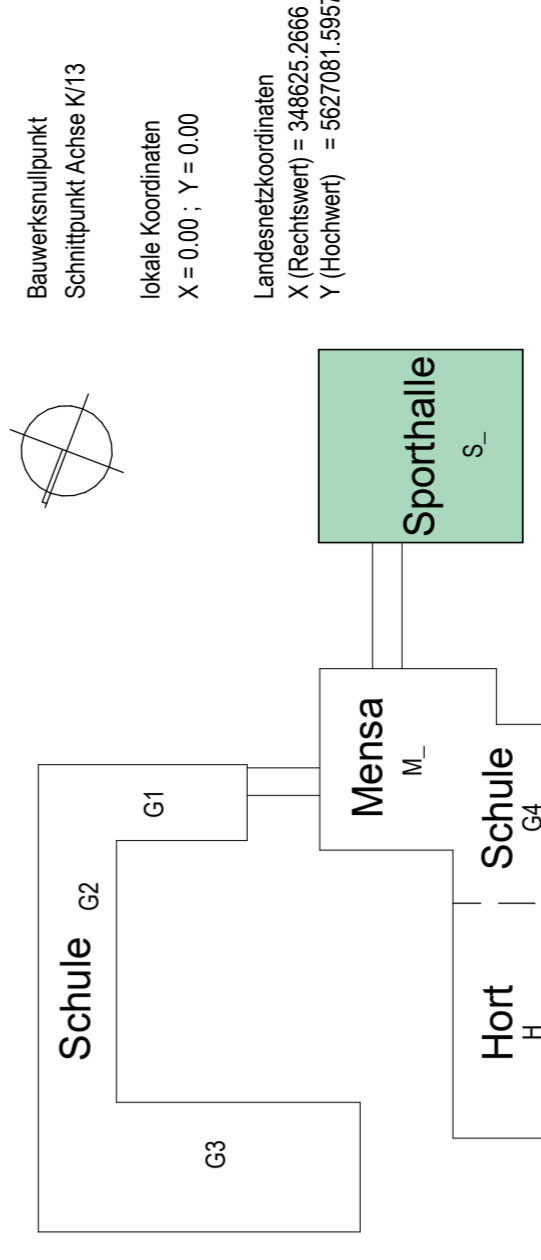 Bauwerksnullpunkt
Schnittpunkt Achse K/13
lokale Koordinaten
X = 0.00 ; Y = 0.00
Landesnetzkoordinaten
X (Rechtswert) = 348625.2666
Y (Hochwert) = 5627081.5957
Schule
G2
G1
G3
Mensa
M_
Sporthalle
S_
Hort
H
Schule
G4